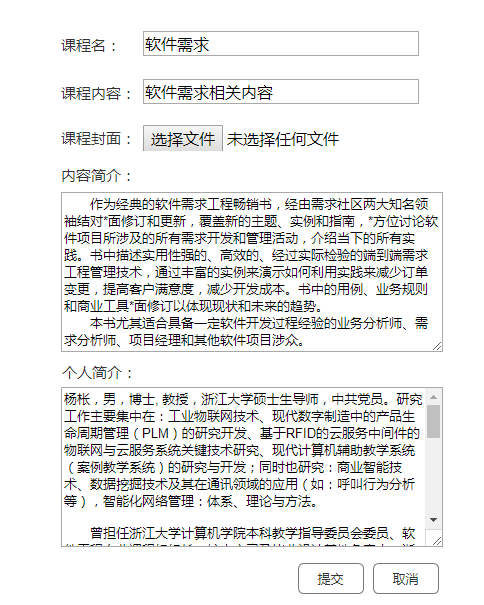 课程名：
软件需求
课程内容：
软件需求相关内容
课程封面：
选择文件 未选择任何文件
内容简介：
作为经典的软件需求工程畅销书，经由需求社区两大知名领
袖结对*面修订和更新，覆盖新的主题、实例和指南，*方位讨论软
件项目所涉及的所有需求开发和管理活动，介绍当下的所有实
践。书中描述实用性强的、高效的、经过实际检验的端到端需求
工程管理技术，通过丰富的实例来演示如何利用实践来减少订单
变更，提高客户满意度，减少开发成本。书中的用例、业务规则
和商业工具*面修订以体现现状和未来的趋势。
本书尤其适合具备一定软件开发过程经验的业务分析师、需
求分析师、项目经理和其他软件项目涉众。
个人简介：
杨枨，男，博士, 教授，浙江大学硕士生导师，中共党员。研究
工作主要集中在：工业物联网技术、现代数字制造中的产品生
命周期管理（PLM）的研究开发、基于RFID的云服务中间件的
物联网与云服务系统关键技术研究、现代计算机辅助教学系统
（案例教学系统）的研究与开发；同时也研究：商业智能技
术、数据挖掘技术及其在通讯领域的应用（如：呼叫行为分析
等），智能化网络管理：体系、理论与方法。
曾担任浙江大学计算机学院本科教学指导委员会委员、软
提交 取消